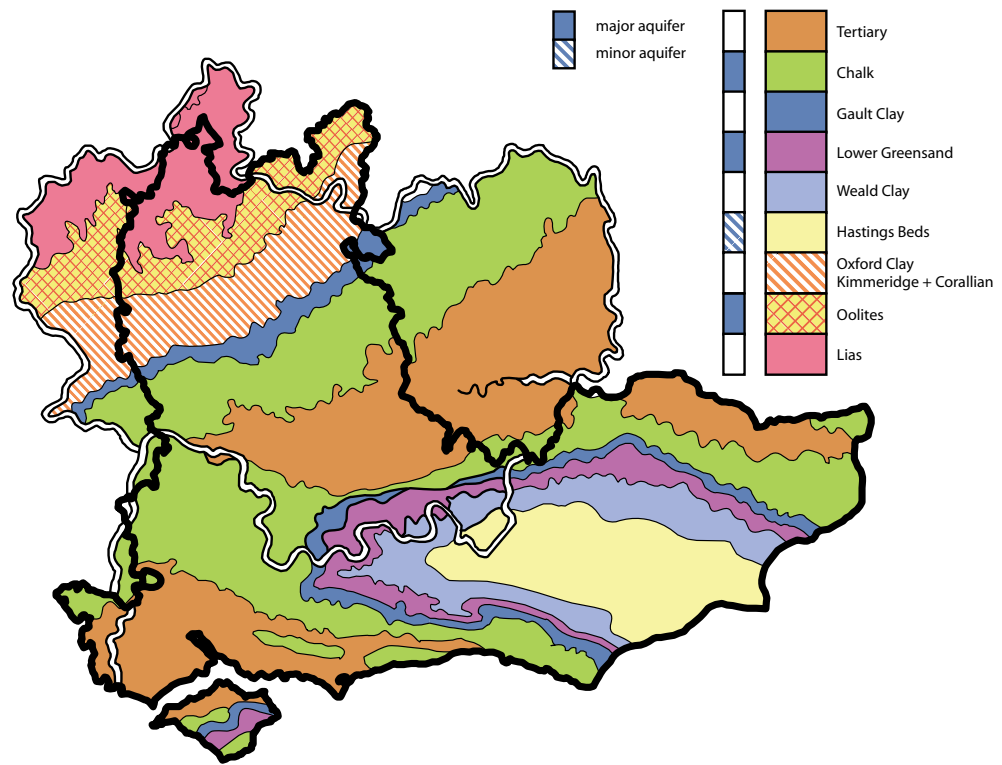 major aquifer
minor aquifer
Tertiary
Chalk
Gault Clay
Lower Greensand
Weald Clay
Hastings Beds
Oxford Clay
Kimmeridge + Corallian
Oolites
Lias